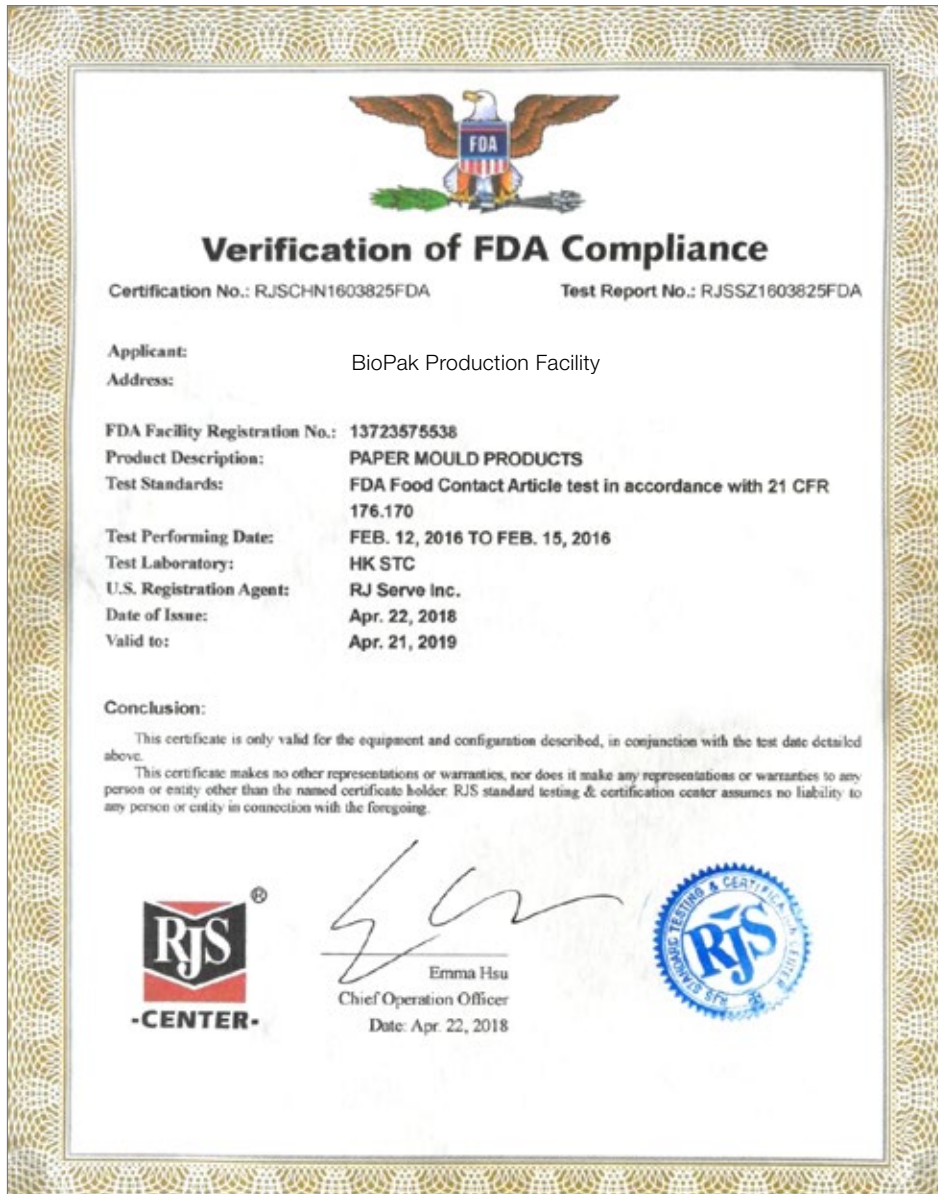 FDA
Verification of FDA Compliance
Certification No.: RJSCHN1603825FDA Test Report No.: RJSSZ1603825FDA
Applicant: BioPak Production Facility
Address:
FDA Facility Registration No.: 13723575538
Product Description: PAPER MOULD PRODUCTS
Test Standards: FDA Food Contact Article test in accordance with 21 CFR
176.170
Test Performing Date: FEB. 12, 2016 TO FEB. 15, 2016
Test Laboratory: HK STC
U.S. Registration Agent: RJ Serve Inc.
Date of Issue: Apr. 22, 2018
Valid to: Apr. 21, 2019
Conclusion:
This certificate is only valid for the equipment and configuration described, in conjunction with the test date detailed
above.
This certificate makes no other representations or warranties, nor does it make any representations or warranties to any
person or entity other than the named certificate holder. RJS standard testing & certification center assumes no liability to
any person or entity in connection with the foregoing.
RJS ®
-CENTER-
Emma Hsu
Chief Operation Officer
Date: Apr. 22, 2018
RJS STANDARD TESTING & CERTIFICATION CENTER
RJS